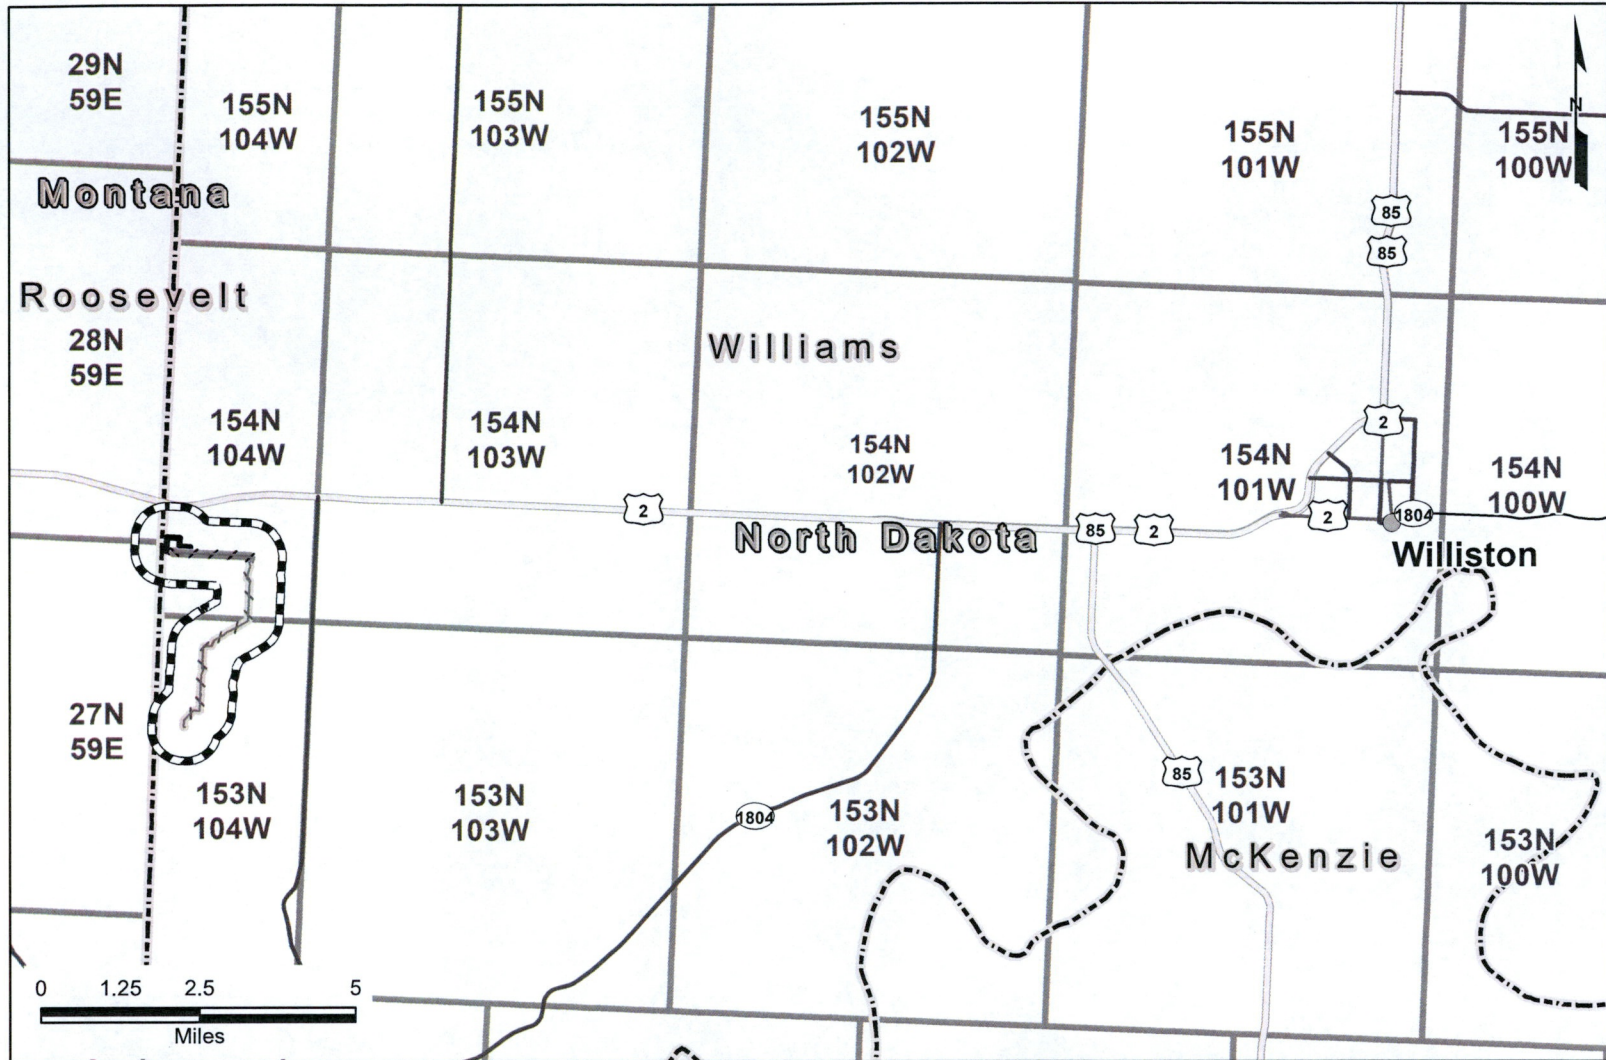 29N
59E
155N
104W
155N
103W
155N
102W
155N
101W
155N
100W
N
Montana
85
85
Roosevelt
28N
59E
Williams
154N
104W
154N
103W
154N
102W
154N
101W
154N
100W
2
2
North Dakota
85
2
2
1804
Williston
27N
59E
153N
104W
153N
103W
1804
153N
102W
85
153N
101W
McKenzie
153N
100W
0 1.25 2.5 5
Miles